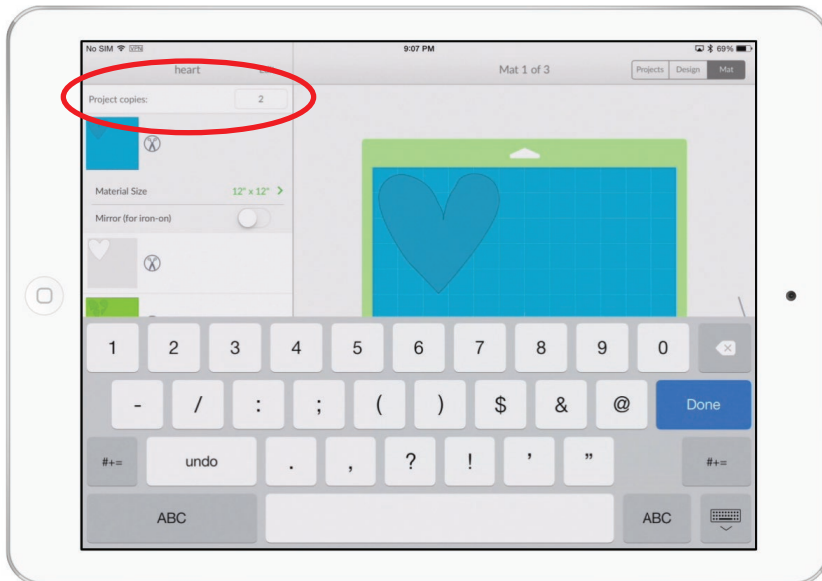 No SIM VPN 9:07 PM 69%
heart Mat 1 of 3 Projects Design Mat
Project copies: 2
Material Size 12" x 12" >
Mirror (for iron-on)
1 2 3 4 5 6 7 8 9 0
- / : ; ( ) $ & @ Done
#+= undo . , ? ! ' " #+=
ABC ABC